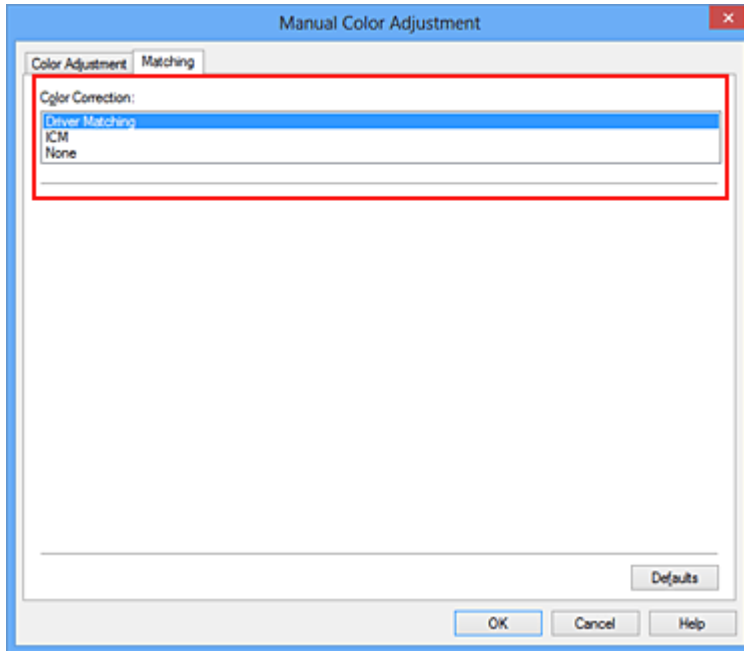 Manual Color Adjustment
Color Adjustment Matching
Color Correction:
Driver Matching
ICM
None
Defaults
OK Cancel Help